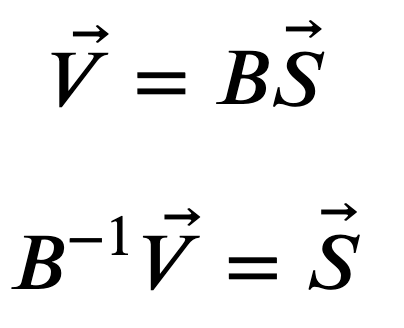 V⃗ = BS⃗
B⁻¹V⃗ = S⃗